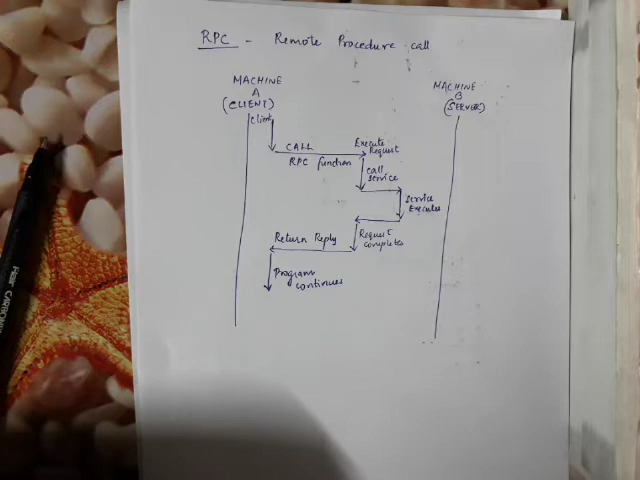 RPC - Remote Procedure call
MACHINE
A
(CLIENT)
MACHINE
B
(SERVER)
Client
CALL
RPC function
Execute
Request
Call
service
Service
Executes
Request
completes
Return Reply
Program
continues